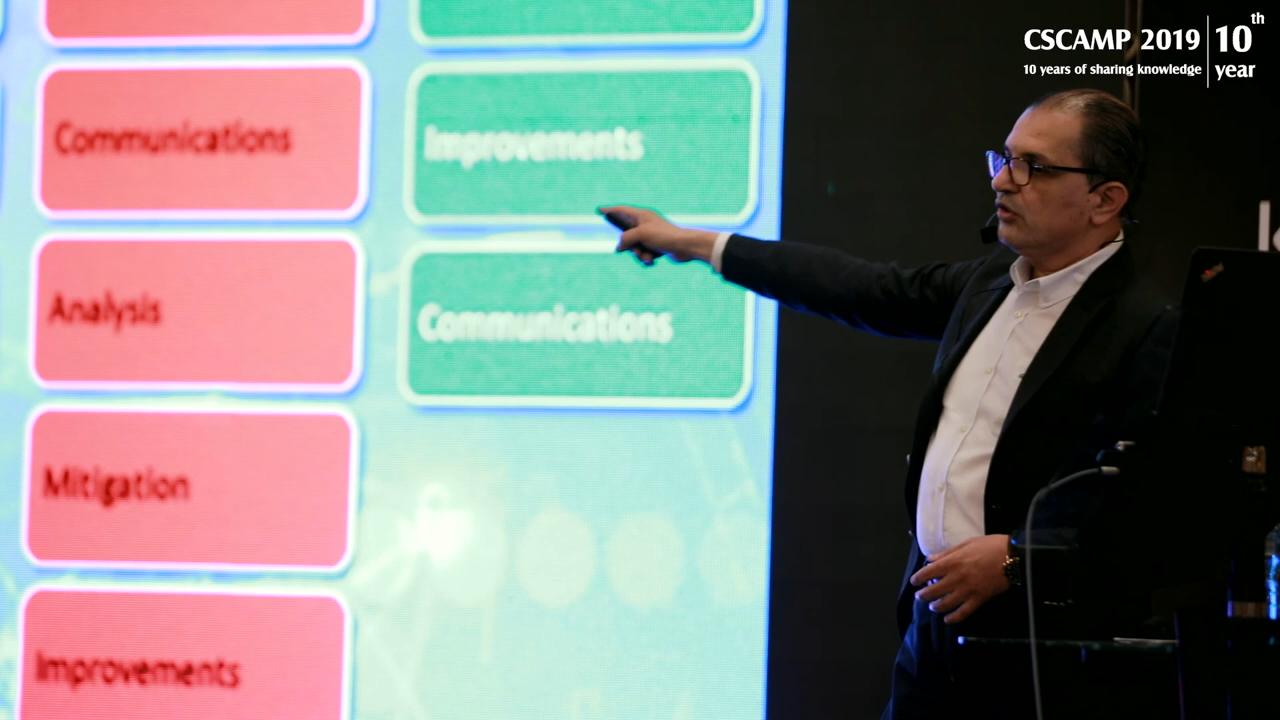 CSCAMP 2019
10 years of sharing knowledge
10th
year
Communications
Analysis
Mitigation
Improvements
Improvements
Communications